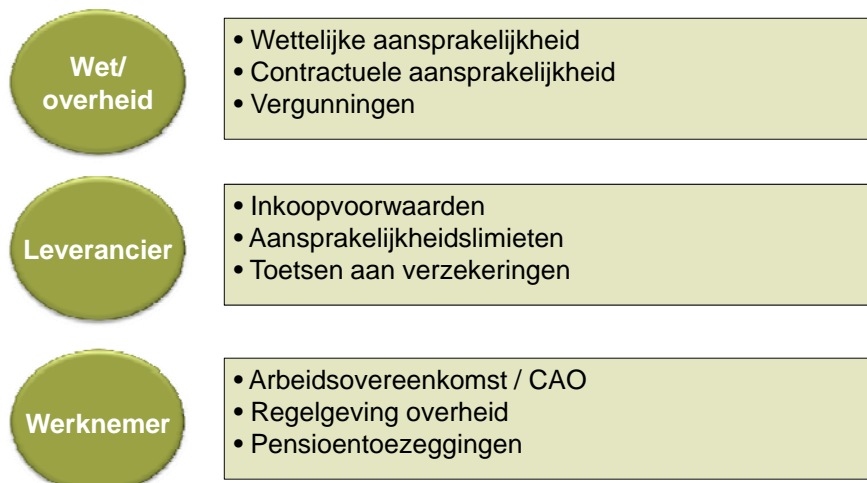 Wet/
overheid
• Wettelijke aansprakelijkheid
• Contractuele aansprakelijkheid
• Vergunningen
Leverancier
• Inkoopvoorwaarden
• Aansprakelijkheidslimieten
• Toetsen aan verzekeringen
Werknemer
• Arbeidsovereenkomst / CAO
• Regelgeving overheid
• Pensioentoezeggingen